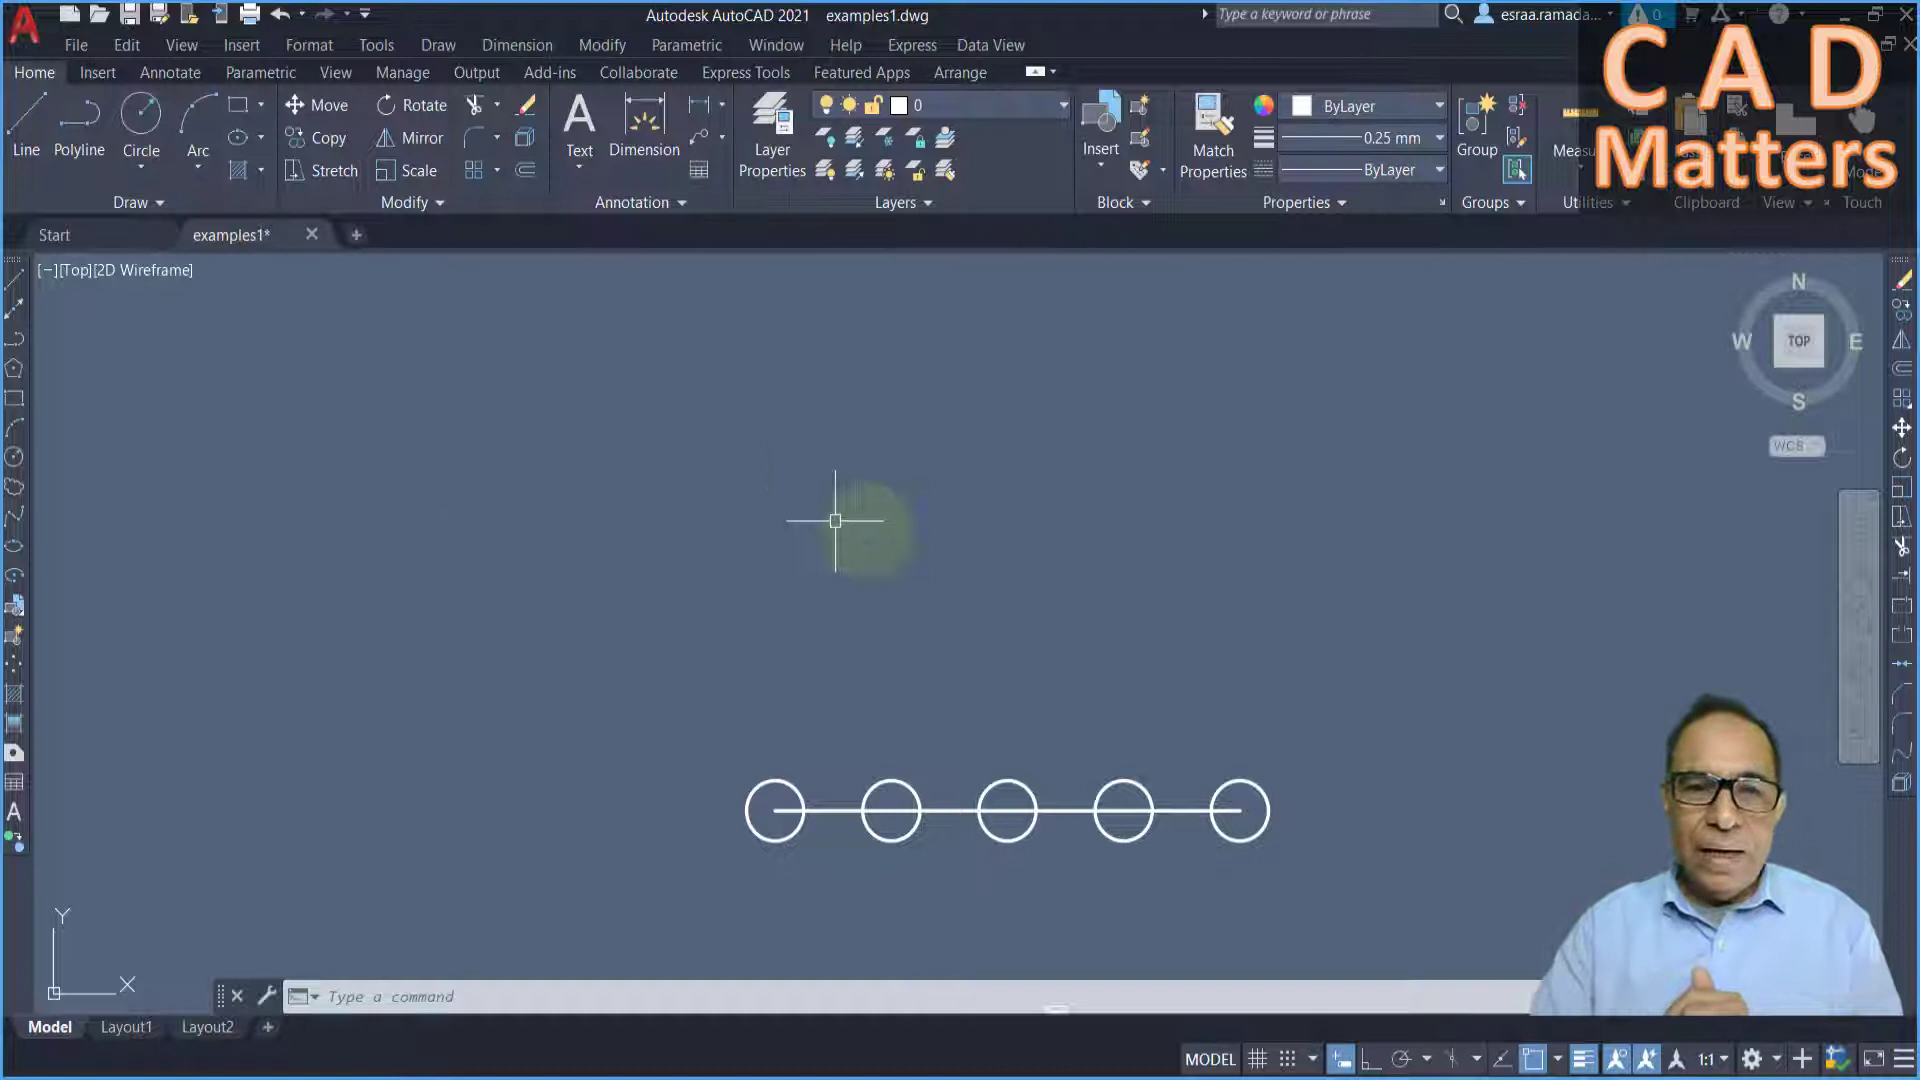 Autodesk AutoCAD 2021 examples1.dwg
Type a keyword or phrase
esraa.ramada...
0
File Edit View Insert Format Tools Draw Dimension Modify Parametric Window Help Express Data View
Home Insert Annotate Parametric View Manage Output Add-ins Collaborate Express Tools Featured Apps Arrange
CAD
Matters
Line Polyline Circle Arc
Move Rotate
Copy Mirror
Stretch Scale
A
Text Dimension
Layer
Properties
0
Insert
Match
Properties
ByLayer
0.25 mm
ByLayer
Group
Measu
Draw Modify Annotation Layers Block Properties Groups Utilities Clipboard View Touch
Start examples1*
[−][Top][2D Wireframe]
N
W TOP E
S
WCS
Y
X
A
Type a command
Model Layout1 Layout2
MODEL 1:1